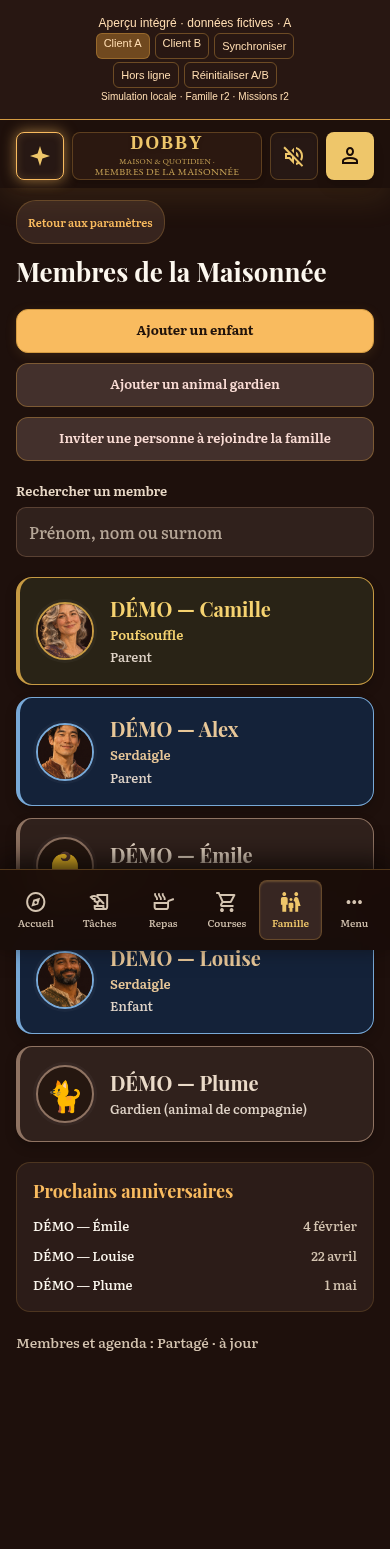 Aperçu intégré · données fictives · A
Client A
Client B
Synchroniser
Hors ligne
Réinitialiser A/B
Simulation locale · Famille r2 · Missions r2
DOBBY
MAISON & QUOTIDIEN ·
MEMBRES DE LA MAISONNÉE
Retour aux paramètres
Membres de la Maisonnée
Ajouter un enfant
Ajouter un animal gardien
Inviter une personne à rejoindre la famille
Rechercher un membre
Prénom, nom ou surnom
DÉMO — Camille
Poufsouffle
Parent
DÉMO — Alex
Serdaigle
Parent
DÉMO — Émile
Accueil
Tâches
Repas
Courses
Famille
Menu
DÉMO — Louise
Serdaigle
Enfant
DÉMO — Plume
Gardien (animal de compagnie)
Prochains anniversaires
DÉMO — Émile 4 février
DÉMO — Louise 22 avril
DÉMO — Plume 1 mai
Membres et agenda : Partagé · à jour